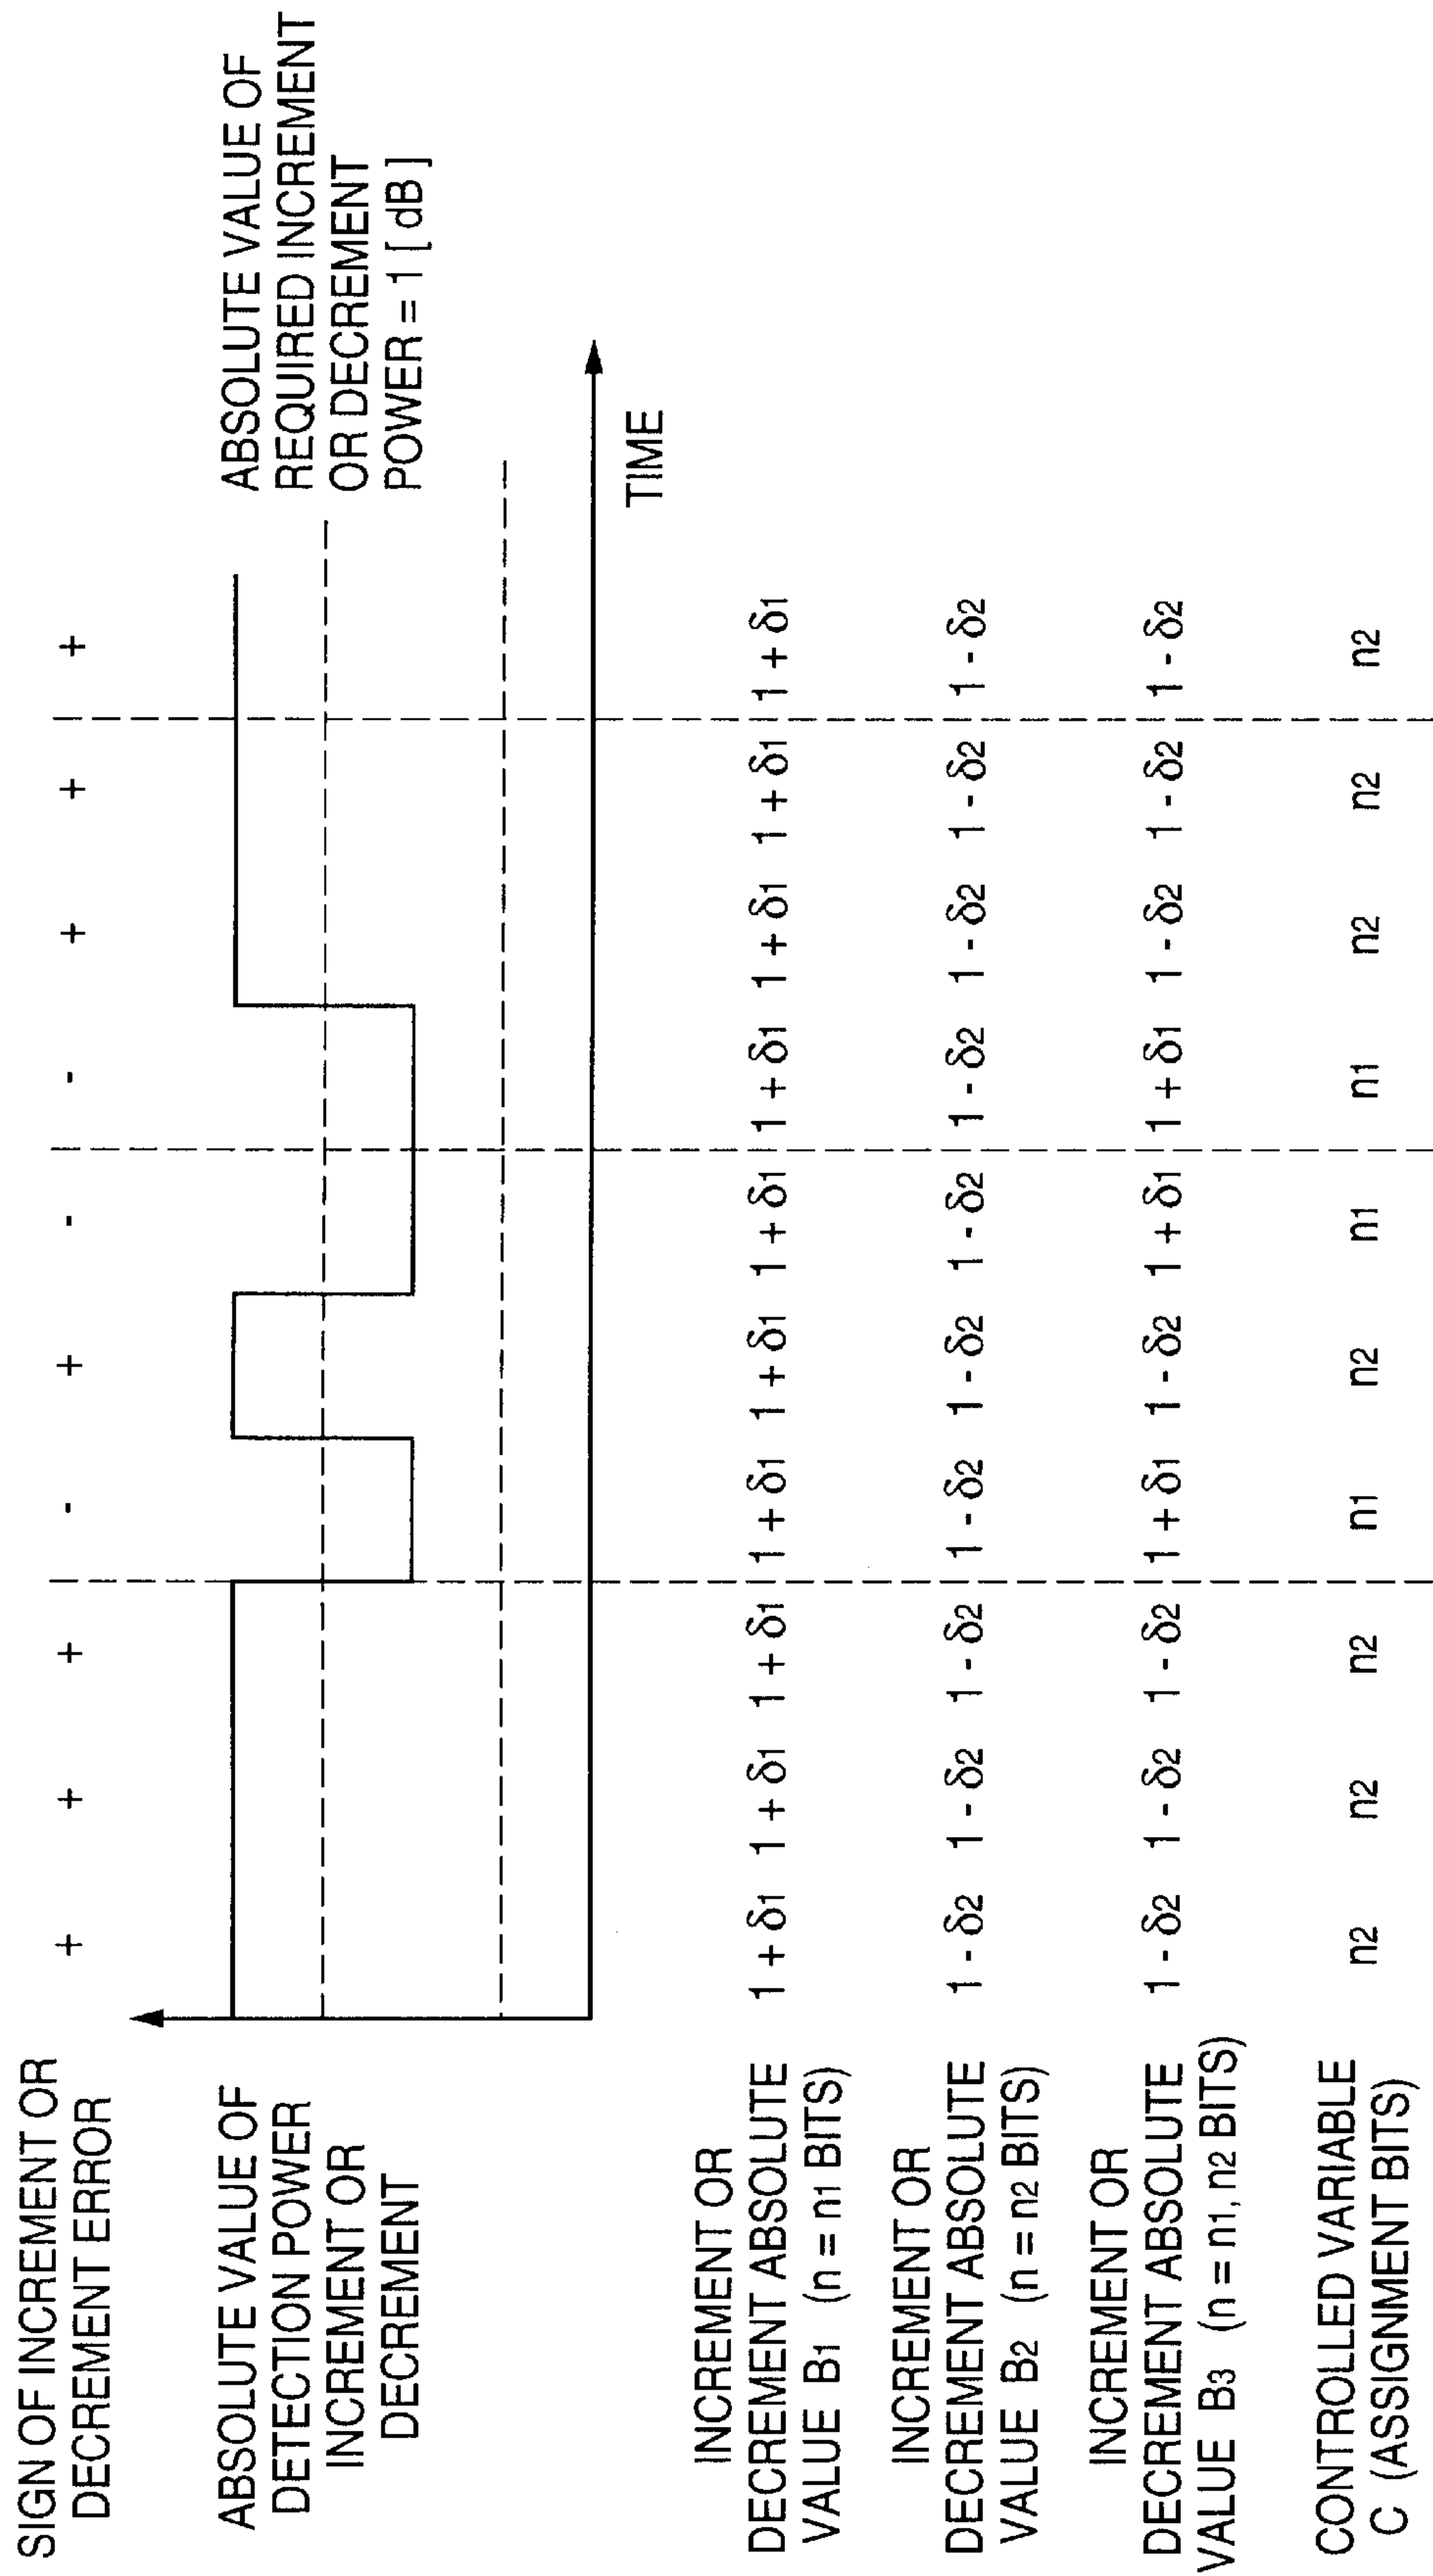 SIGN OF INCREMENT OR
DECREMENT ERROR
+ + + - + - - + + +
ABSOLUTE VALUE OF
DETECTION POWER
INCREMENT OR
DECREMENT
ABSOLUTE VALUE OF
REQUIRED INCREMENT
OR DECREMENT
POWER = 1 [ dB ]
TIME
INCREMENT OR
DECREMENT ABSOLUTE
VALUE B1 (n = n1 BITS)
1 + δ1 1 + δ1 1 + δ1 1 + δ1 1 + δ1 1 + δ1 1 + δ1 1 + δ1 1 + δ1 1 + δ1
INCREMENT OR
DECREMENT ABSOLUTE
VALUE B2 (n = n2 BITS)
1 - δ2 1 - δ2 1 - δ2 1 - δ2 1 - δ2 1 - δ2 1 - δ2 1 - δ2 1 - δ2 1 - δ2
INCREMENT OR
DECREMENT ABSOLUTE
VALUE B3 (n = n1, n2 BITS)
1 - δ2 1 - δ2 1 - δ2 1 + δ1 1 - δ2 1 + δ1 1 + δ1 1 - δ2 1 - δ2 1 - δ2
CONTROLLED VARIABLE
C (ASSIGNMENT BITS)
n2 n2 n2 n1 n2 n1 n1 n2 n2 n2